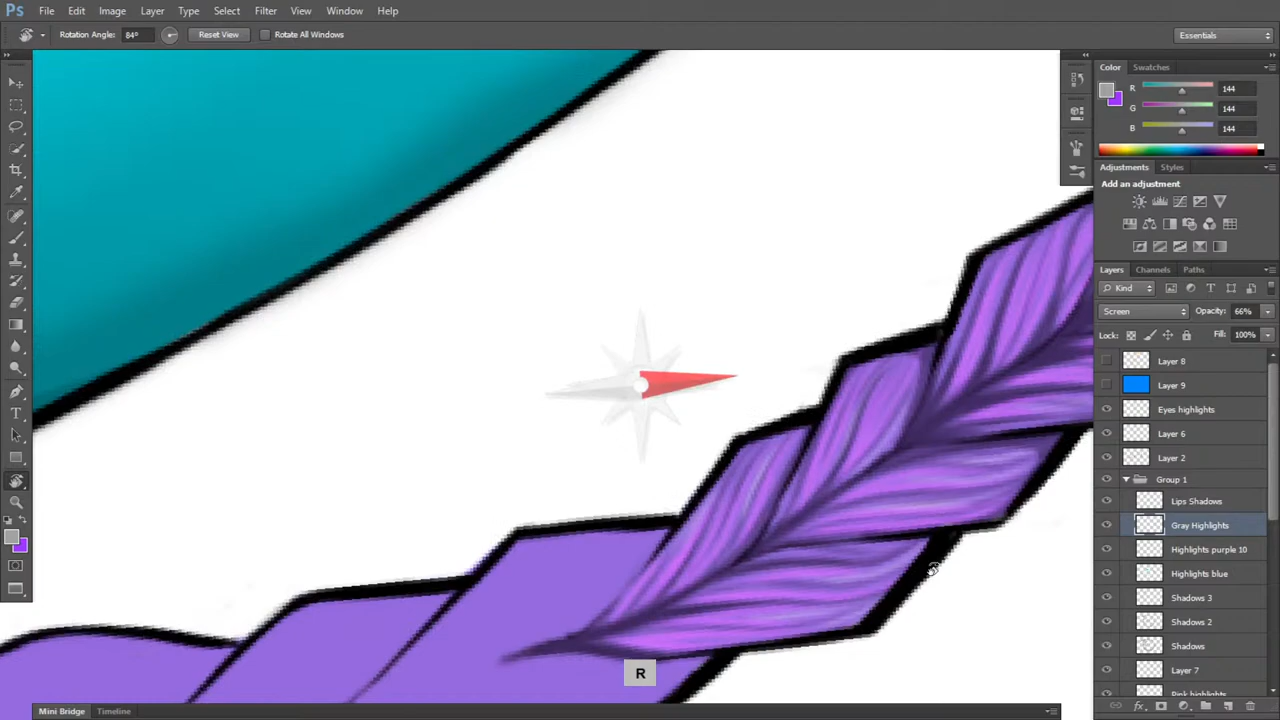 Ps File Edit Image Layer Type Select Filter View Window Help
Rotation Angle: 84° Reset View Rotate All Windows Essentials
Color Swatches
R 144
G 144
B 144
Adjustments Styles
Add an adjustment
Layers Channels Paths
Kind T
Screen Opacity: 66%
Lock: Fill: 100%
Layer 8
Layer 9
Eyes highlights
Layer 6
Layer 2
Group 1
Lips Shadows
Gray Highlights
Highlights purple 10
Highlights blue
Shadows 3
Shadows 2
Shadows
Layer 7
Pink highlights
fx
T
R
Mini Bridge Timeline